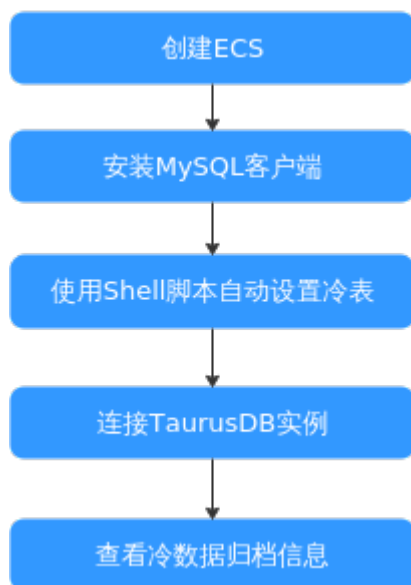 创建ECS
安装MySQL客户端
使用Shell脚本自动设置冷表
连接TaurusDB实例
查看冷数据归档信息